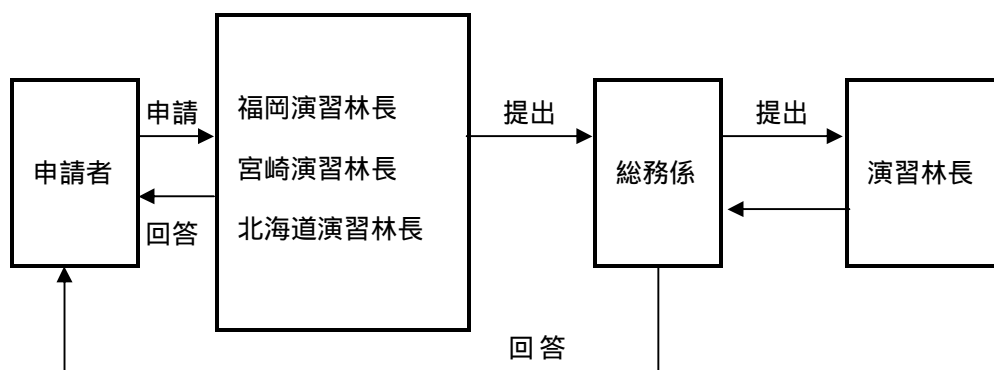 申請者
申請
回答
福岡演習林長
宮崎演習林長
北海道演習林長
提出
総務係
提出
演習林長
回答